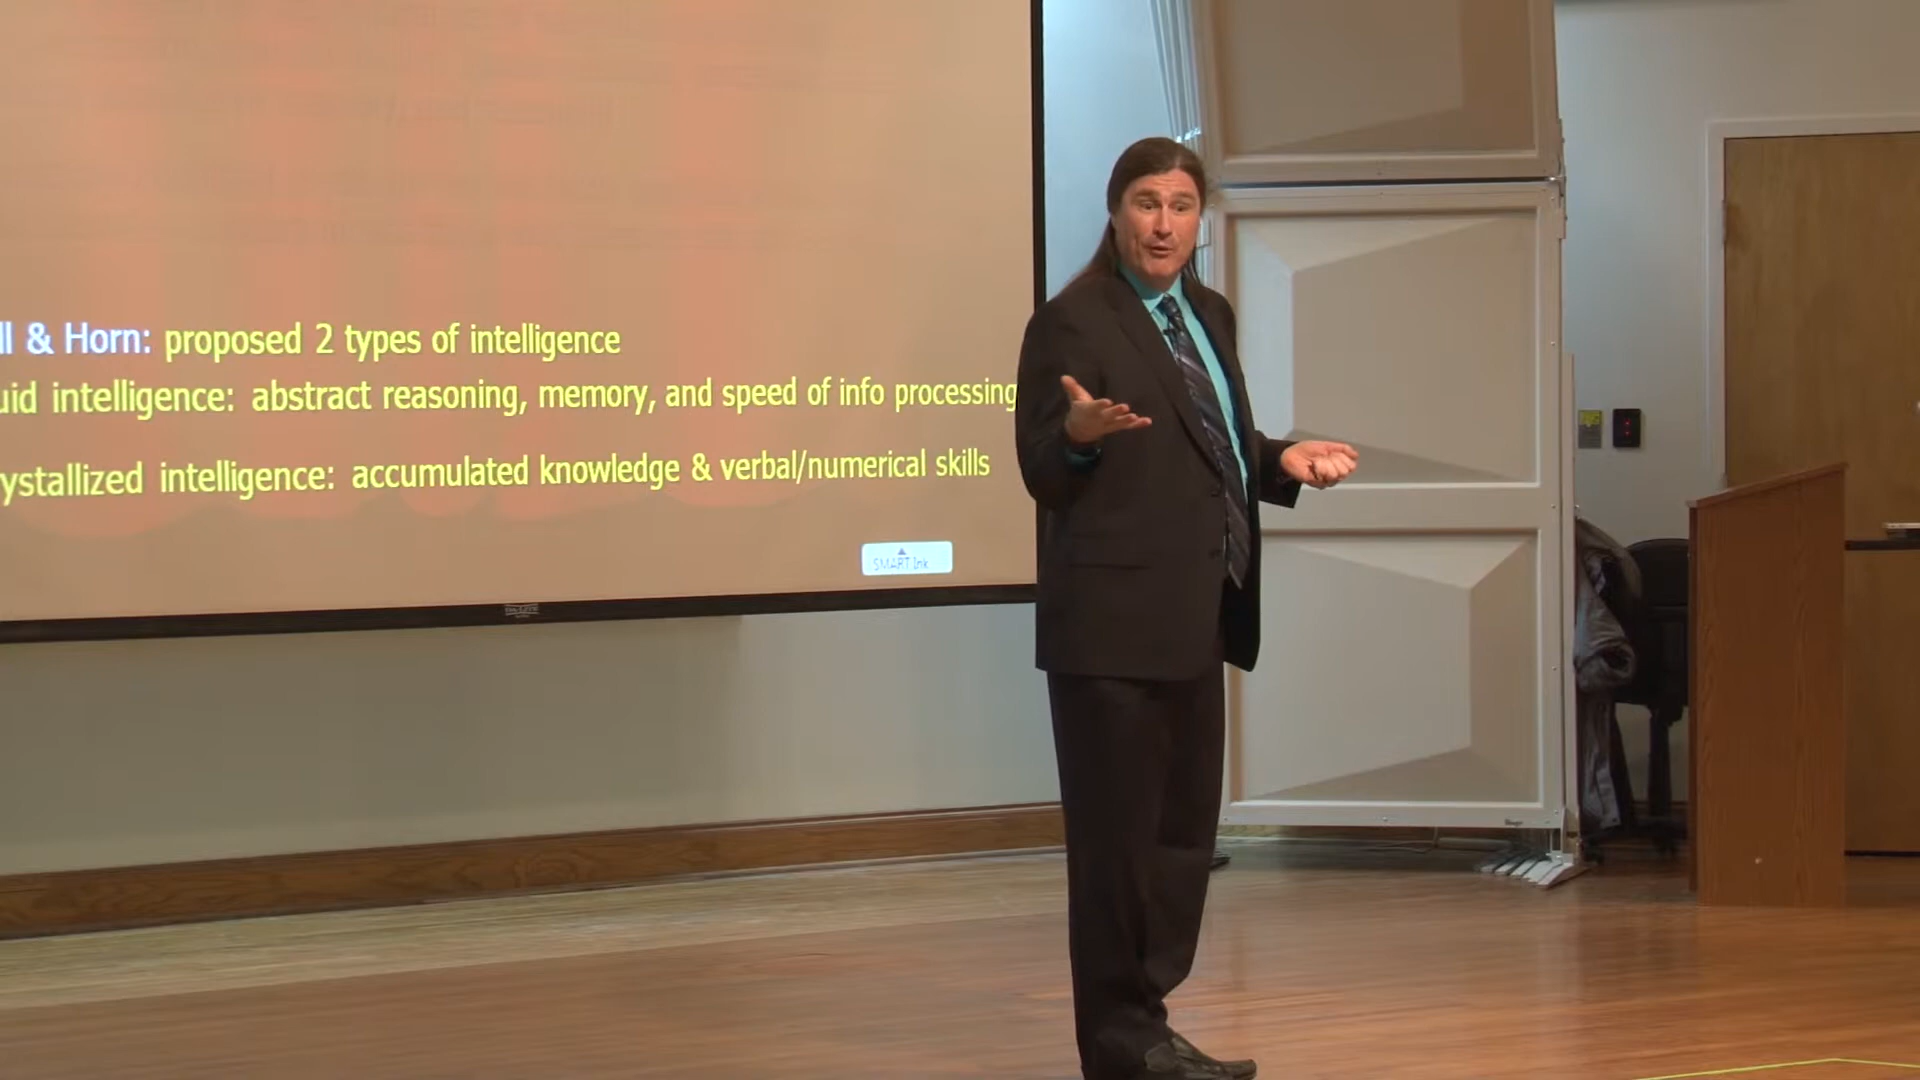 ll & Horn: proposed 2 types of intelligence
uid intelligence: abstract reasoning, memory, and speed of info processing
ystallized intelligence: accumulated knowledge & verbal/numerical skills
SMART Ink